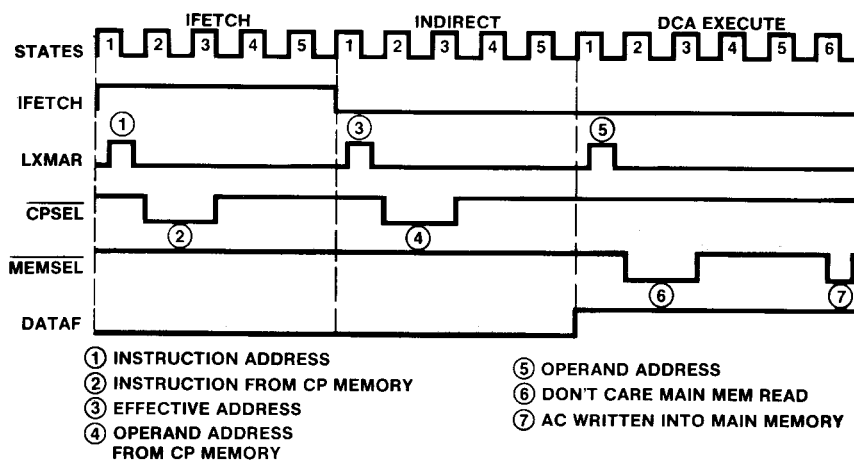 IFETCH INDIRECT DCA EXECUTE
STATES 1 2 3 4 5 1 2 3 4 5 1 2 3 4 5 6
IFETCH
1 3 5
LXMAR
CPSEL
2 4
MEMSEL
6 7
DATAF
1 INSTRUCTION ADDRESS
2 INSTRUCTION FROM CP MEMORY
3 EFFECTIVE ADDRESS
4 OPERAND ADDRESS
FROM CP MEMORY
5 OPERAND ADDRESS
6 DON'T CARE MAIN MEM READ
7 AC WRITTEN INTO MAIN MEMORY